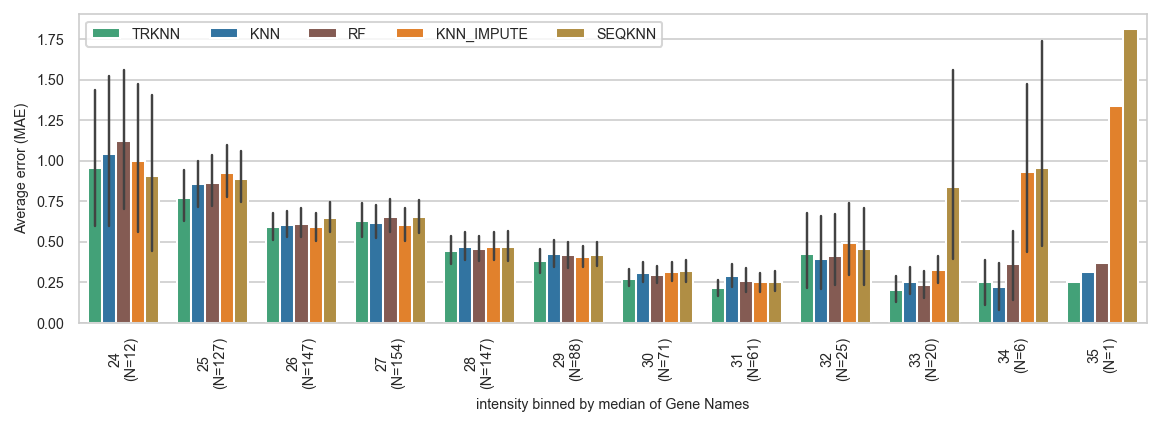 TRKNN KNN RF KNN_IMPUTE SEQKNN
Average error (MAE)
1.75
1.50
1.25
1.00
0.75
0.50
0.25
0.00
24
(N=12)
25
(N=127)
26
(N=147)
27
(N=154)
28
(N=147)
29
(N=88)
30
(N=71)
31
(N=61)
32
(N=25)
33
(N=20)
34
(N=6)
35
(N=1)
intensity binned by median of Gene Names